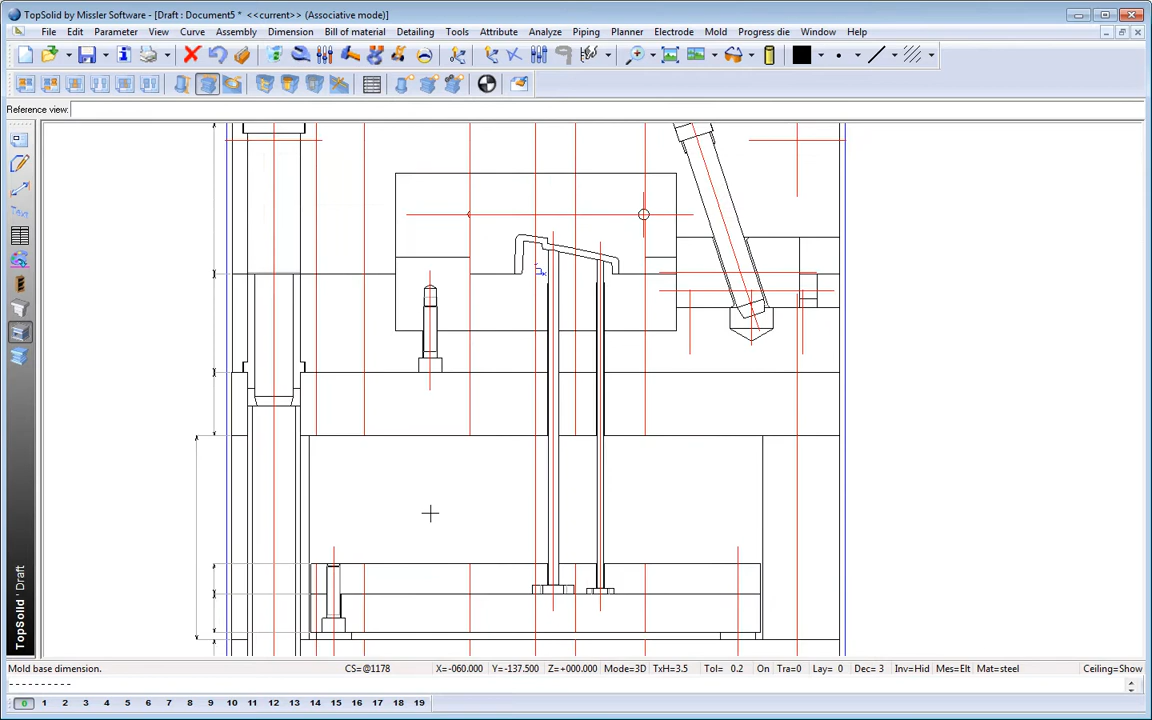 TopSolid by Missler Software - [Draft : Document5 *  <<current>> (Associative mode)]
File Edit Parameter View Curve Assembly Dimension Bill of material Detailing Tools Attribute Analyze Piping Planner Electrode Mold Progress die Window Help
Reference view:
TopSolid ' Draft
Mold base dimension. CS=@1178 X=-060.000 Y=-137.500 Z=+000.000 Mode=3D TxH=3.5 Tol= 0.2 On Tra=0 Lay= 0 Dec= 3 Inv=Hid Mes=Elt Mat=steel Ceiling=Show
----------
0 1 2 3 4 5 6 7 8 9 10 11 12 13 14 15 16 17 18 19